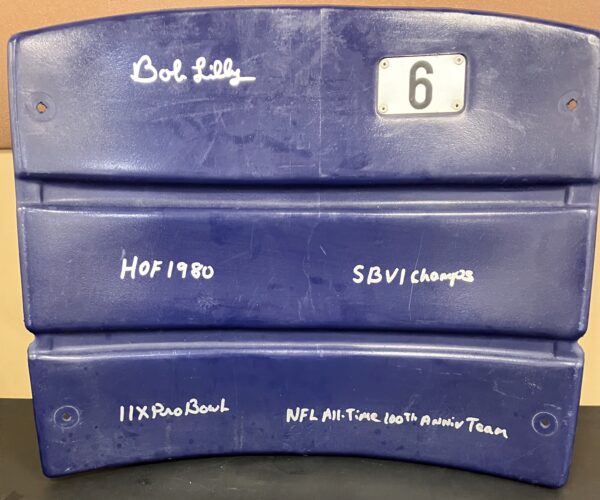 Bob Lilly
6
HOF 1980
SBVI Champs
11X Pro Bowl
NFL All-Time 100th Anniv Team